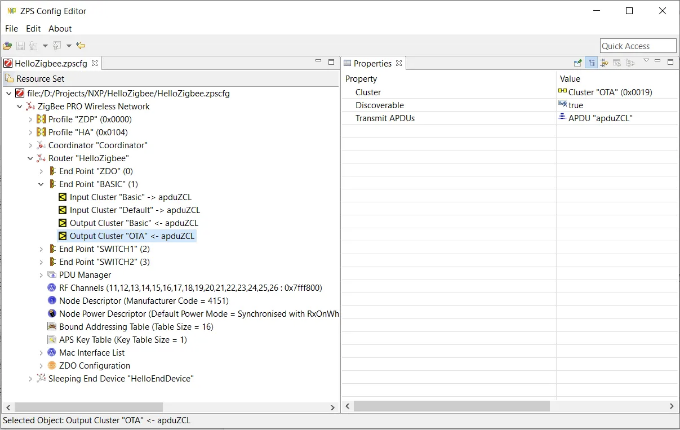 ZPS Config Editor
File Edit About
Quick Access
HelloZigbee.zpscfg
Resource Set
file:/D:/Projects/NXP/HelloZigbee/HelloZigbee.zpscfg
ZigBee PRO Wireless Network
Profile "ZDP" (0x0000)
Profile "HA" (0x0104)
Coordinator "Coordinator"
Router "HelloZigbee"
End Point "ZDO" (0)
End Point "BASIC" (1)
Input Cluster "Basic" -> apduZCL
Input Cluster "Default" -> apduZCL
Output Cluster "Basic" <- apduZCL
Output Cluster "OTA" <- apduZCL
End Point "SWITCH1" (2)
End Point "SWITCH2" (3)
PDU Manager
RF Channels (11,12,13,14,15,16,17,18,19,20,21,22,23,24,25,26 : 0x7fff800)
Node Descriptor (Manufacturer Code = 4151)
Node Power Descriptor (Default Power Mode = Synchronised with RxOnWh
Bound Addressing Table (Table Size = 16)
APS Key Table (Key Table Size = 1)
Mac Interface List
ZDO Configuration
Sleeping End Device "HelloEndDevice"
Properties
Property Value
Cluster Cluster "OTA" (0x0019)
Discoverable true
Transmit APDUs APDU "apduZCL"
Selected Object: Output Cluster "OTA" <- apduZCL